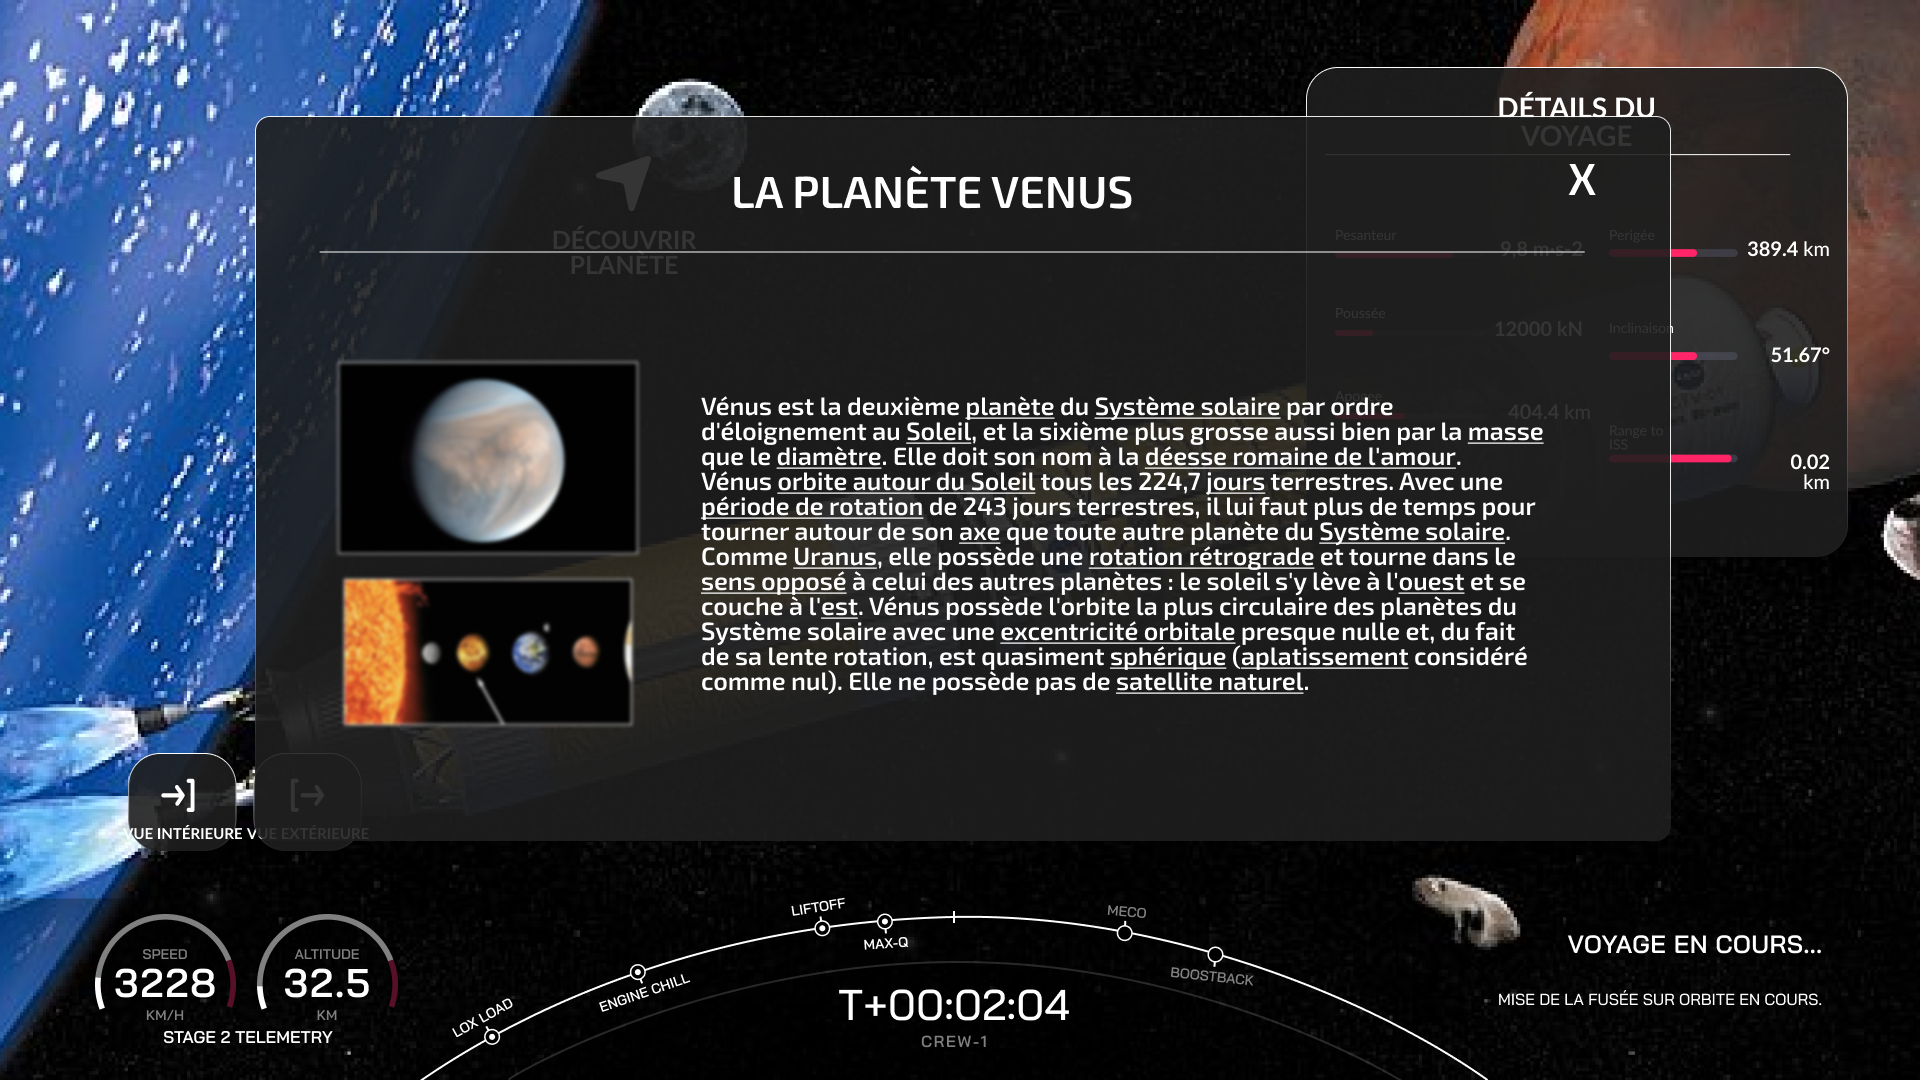 DÉTAILS DU
VOYAGE
LA PLANÈTE VENUS
X
DÉCOUVRIR
PLANÈTE
Pesanteur
9,8 m-s-2
Perigée
389.4 km
Poussée
12000 kN
Inclinaison
51.67°
Apogée
404.4 km
Range to
ISS
0.02
km
Vénus est la deuxième planète du Système solaire par ordre
d'éloignement au Soleil, et la sixième plus grosse aussi bien par la masse
que le diamètre. Elle doit son nom à la déesse romaine de l'amour.
Vénus orbite autour du Soleil tous les 224,7 jours terrestres. Avec une
période de rotation de 243 jours terrestres, il lui faut plus de temps pour
tourner autour de son axe que toute autre planète du Système solaire.
Comme Uranus, elle possède une rotation rétrograde et tourne dans le
sens opposé à celui des autres planètes : le soleil s'y lève à l'ouest et se
couche à l'est. Vénus possède l'orbite la plus circulaire des planètes du
Système solaire avec une excentricité orbitale presque nulle et, du fait
de sa lente rotation, est quasiment sphérique (aplatissement considéré
comme nul). Elle ne possède pas de satellite naturel.
VUE INTÉRIEURE
VUE EXTÉRIEURE
SPEED
3228
KM/H
ALTITUDE
32.5
KM
STAGE 2 TELEMETRY
LOX LOAD
ENGINE CHILL
LIFTOFF
MAX-Q
MECO
BOOSTBACK
T+00:02:04
CREW-1
VOYAGE EN COURS...
MISE DE LA FUSÉE SUR ORBITE EN COURS.